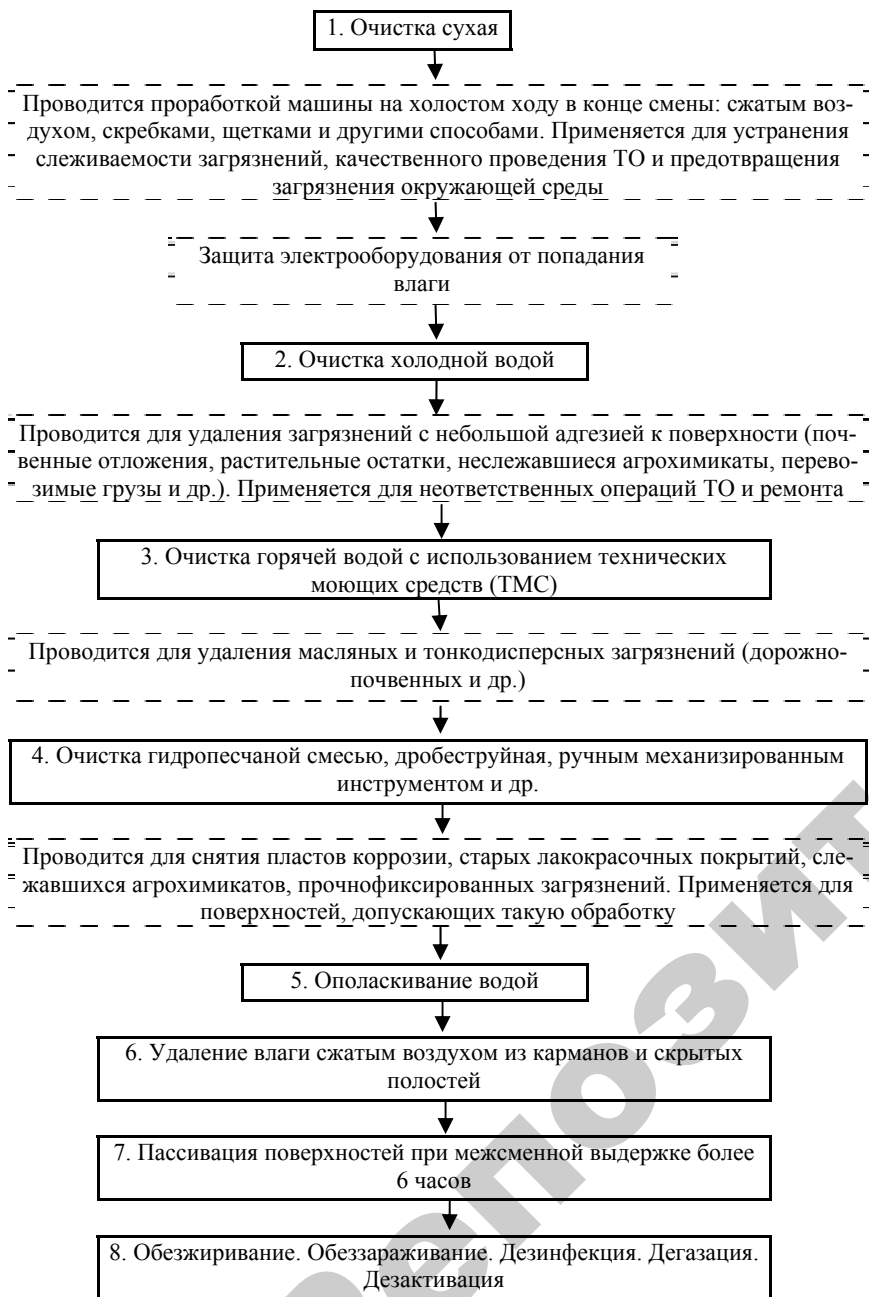 1. Очистка сухая
Проводится проработкой машины на холостом ходу в конце смены: сжатым воз-
духом, скребками, щетками и другими способами. Применяется для устранения
слеживаемости загрязнений, качественного проведения ТО и предотвращения
загрязнения окружающей среды
Защита электрооборудования от попадания
влаги
2. Очистка холодной водой
Проводится для удаления загрязнений с небольшой адгезией к поверхности (поч-
венные отложения, растительные остатки, неслежавшиеся агрохимикаты, перево-
зимые грузы и др.). Применяется для неответственных операций ТО и ремонта
3. Очистка горячей водой с использованием технических
моющих средств (ТМС)
Проводится для удаления масляных и тонкодисперсных загрязнений (дорожно-
почвенных и др.)
4. Очистка гидропесчаной смесью, дробеструйная, ручным механизированным
инструментом и др.
Проводится для снятия пластов коррозии, старых лакокрасочных покрытий, сле-
жавшихся агрохимикатов, прочнофиксированных загрязнений. Применяется для
поверхностей, допускающих такую обработку
5. Ополаскивание водой
6. Удаление влаги сжатым воздухом из карманов и скрытых
полостей
7. Пассивация поверхностей при межсменной выдержке более
6 часов
8. Обезжиривание. Обеззараживание. Дезинфекция. Дегазация.
Дезактивация
Репозит